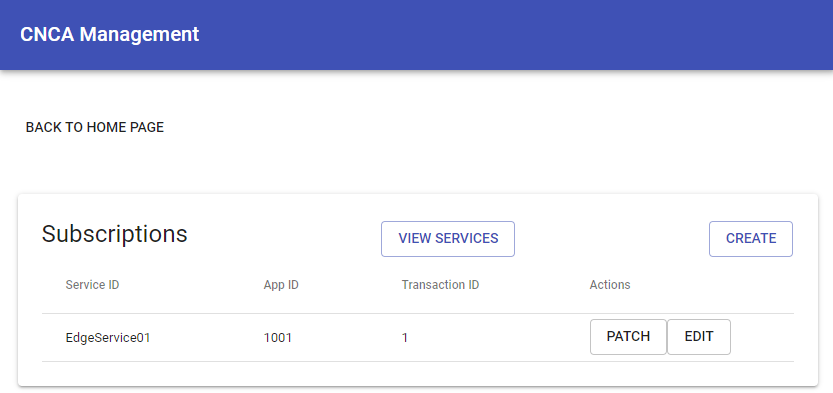 CNCA Management
BACK TO HOME PAGE
Subscriptions VIEW SERVICES CREATE
Service ID App ID Transaction ID Actions
EdgeService01 1001 1 PATCH EDIT